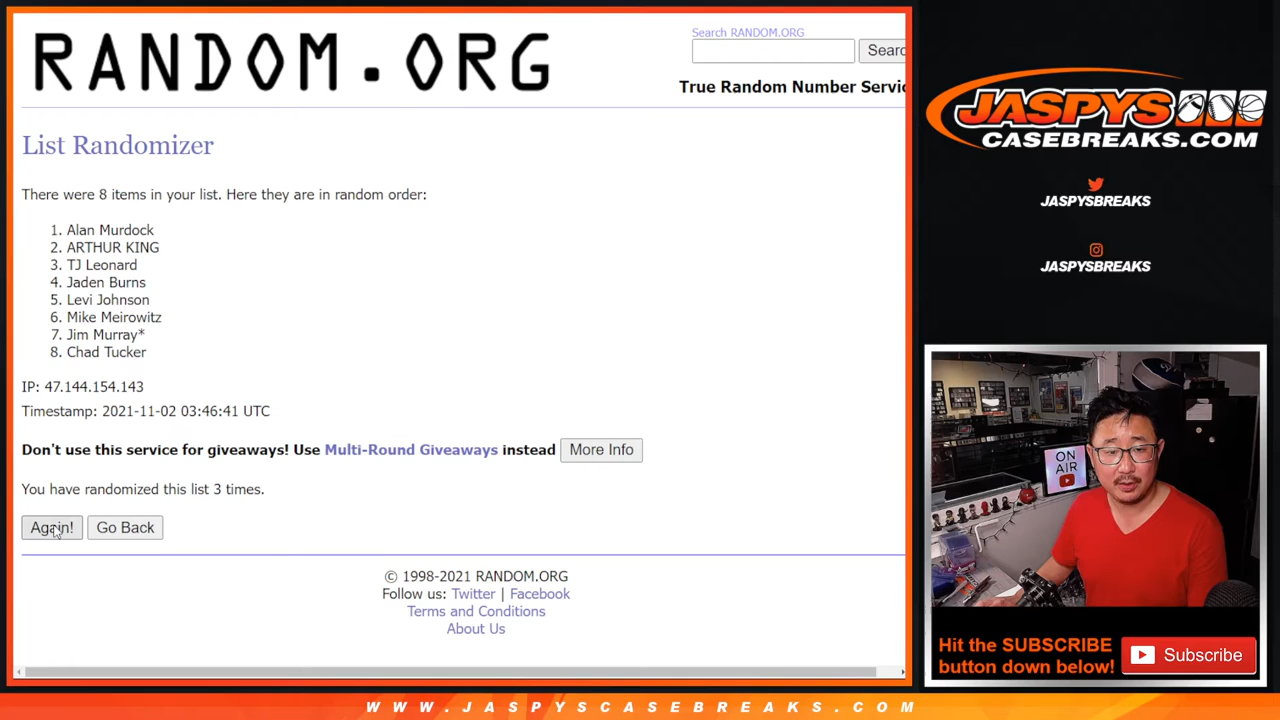 RANDOM.ORG
Search RANDOM.ORG
Searc
True Random Number Servic
List Randomizer
There were 8 items in your list. Here they are in random order:
1. Alan Murdock
2. ARTHUR KING
3. TJ Leonard
4. Jaden Burns
5. Levi Johnson
6. Mike Meirowitz
7. Jim Murray*
8. Chad Tucker
IP: 47.144.154.143
Timestamp: 2021-11-02 03:46:41 UTC
Don't use this service for giveaways! Use Multi-Round Giveaways instead More Info
You have randomized this list 3 times.
Again! Go Back
© 1998-2021 RANDOM.ORG
Follow us: Twitter | Facebook
Terms and Conditions
About Us
JASPYS
CASEBREAKS.COM
JASPYSBREAKS
JASPYSBREAKS
ON
AIR
Hit the SUBSCRIBE
button down below!
Subscribe
WWW.JASPYSCASEBREAKS.COM